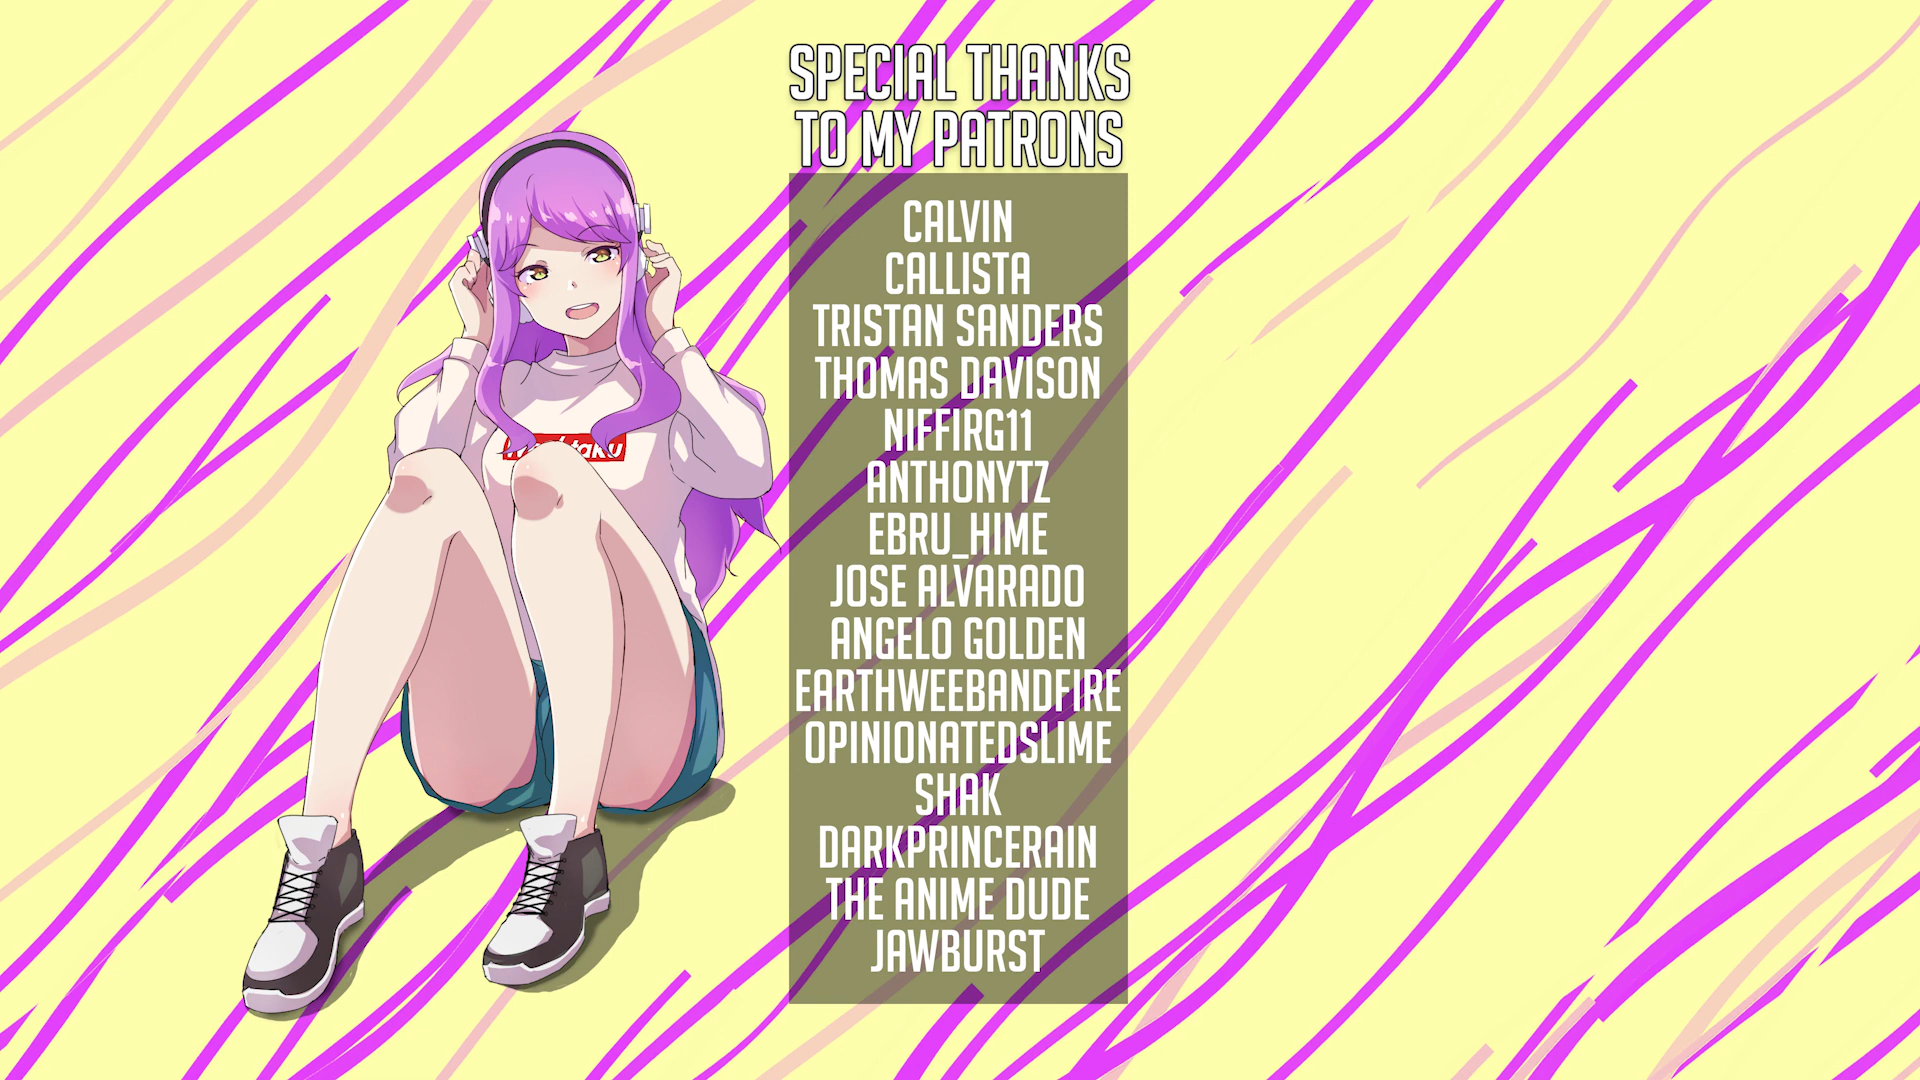 SPECIAL THANKS
TO MY PATRONS
CALVIN
CALLISTA
TRISTAN SANDERS
THOMAS DAVISON
NIFFIRG11
ANTHONYTZ
EBRU_HIME
JOSE ALVARADO
ANGELO GOLDEN
EARTHWEEBANDFIRE
OPINIONATEDSLIME
SHAK
DARKPRINCERAIN
THE ANIME DUDE
JAWBURST